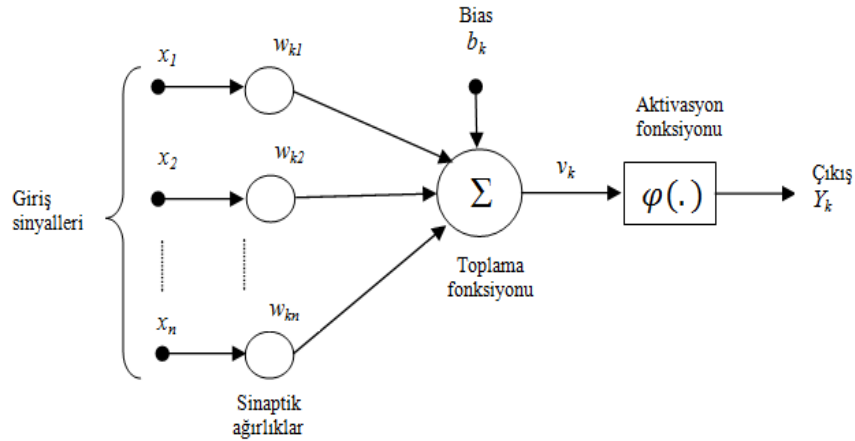 Bias
b_k
x_1
w_k1
Aktivasyon
fonksiyonu
x_2
w_k2
v_k
Giriş
sinyalleri
Σ
φ(.)
Çıkış
Y_k
Toplama
fonksiyonu
x_n
w_kn
Sinaptik
ağırlıklar